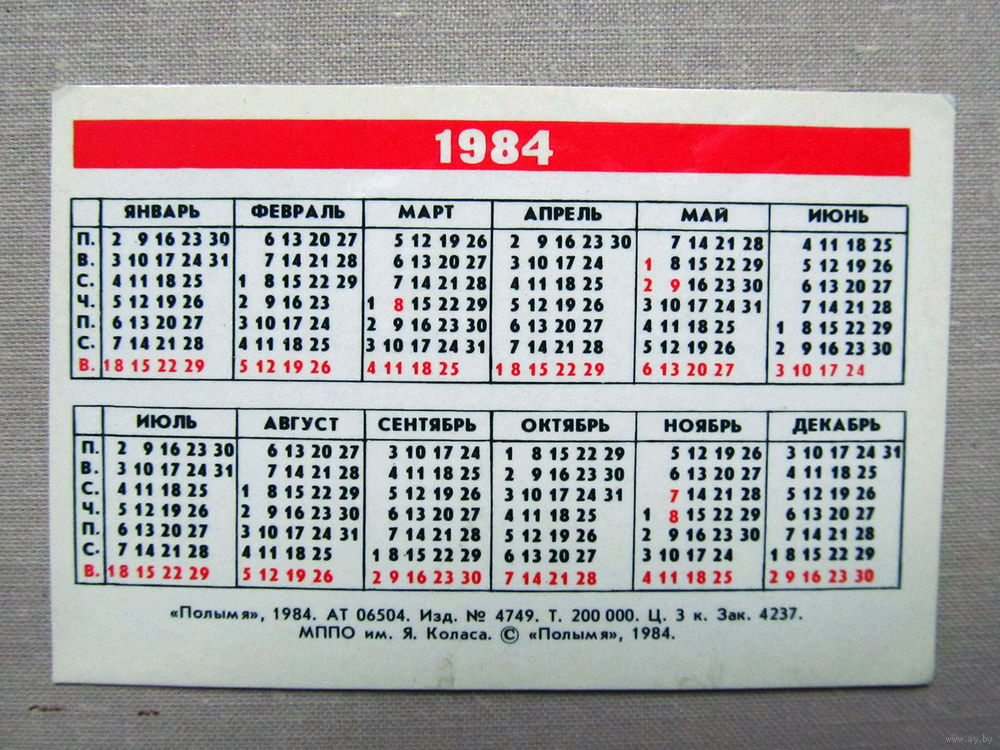 1984
ЯНВАРЬ ФЕВРАЛЬ МАРТ АПРЕЛЬ МАЙ ИЮНЬ
П. 2 9 16 23 30 6 13 20 27 5 12 19 26 2 9 16 23 30 7 14 21 28 4 11 18 25
В. 3 10 17 24 31 7 14 21 28 6 13 20 27 3 10 17 24 1 8 15 22 29 5 12 19 26
С. 4 11 18 25 1 8 15 22 29 7 14 21 28 4 11 18 25 2 9 16 23 30 6 13 20 27
Ч. 5 12 19 26 2 9 16 23 1 8 15 22 29 5 12 19 26 3 10 17 24 31 7 14 21 28
П. 6 13 20 27 3 10 17 24 2 9 16 23 30 6 13 20 27 4 11 18 25 1 8 15 22 29
С. 7 14 21 28 4 11 18 25 3 10 17 24 31 7 14 21 28 5 12 19 26 2 9 16 23 30
В. 1 8 15 22 29 5 12 19 26 4 11 18 25 1 8 15 22 29 6 13 20 27 3 10 17 24
ИЮЛЬ АВГУСТ СЕНТЯБРЬ ОКТЯБРЬ НОЯБРЬ ДЕКАБРЬ
П. 2 9 16 23 30 6 13 20 27 3 10 17 24 1 8 15 22 29 5 12 19 26 3 10 17 24 31
В. 3 10 17 24 31 7 14 21 28 4 11 18 25 2 9 16 23 30 6 13 20 27 4 11 18 25
С. 4 11 18 25 1 8 15 22 29 5 12 19 26 3 10 17 24 31 7 14 21 28 5 12 19 26
Ч. 5 12 19 26 2 9 16 23 30 6 13 20 27 4 11 18 25 1 8 15 22 29 6 13 20 27
П. 6 13 20 27 3 10 17 24 31 7 14 21 28 5 12 19 26 2 9 16 23 30 7 14 21 28
С. 7 14 21 28 4 11 18 25 1 8 15 22 29 6 13 20 27 3 10 17 24 1 8 15 22 29
В. 1 8 15 22 29 5 12 19 26 2 9 16 23 30 7 14 21 28 4 11 18 25 2 9 16 23 30
«Полымя», 1984. АТ 06504. Изд. № 4749. Т. 200 000. Ц. 3 к. Зак. 4237.
МППО им. Я. Коласа. © «Полымя», 1984.
www.ay.by